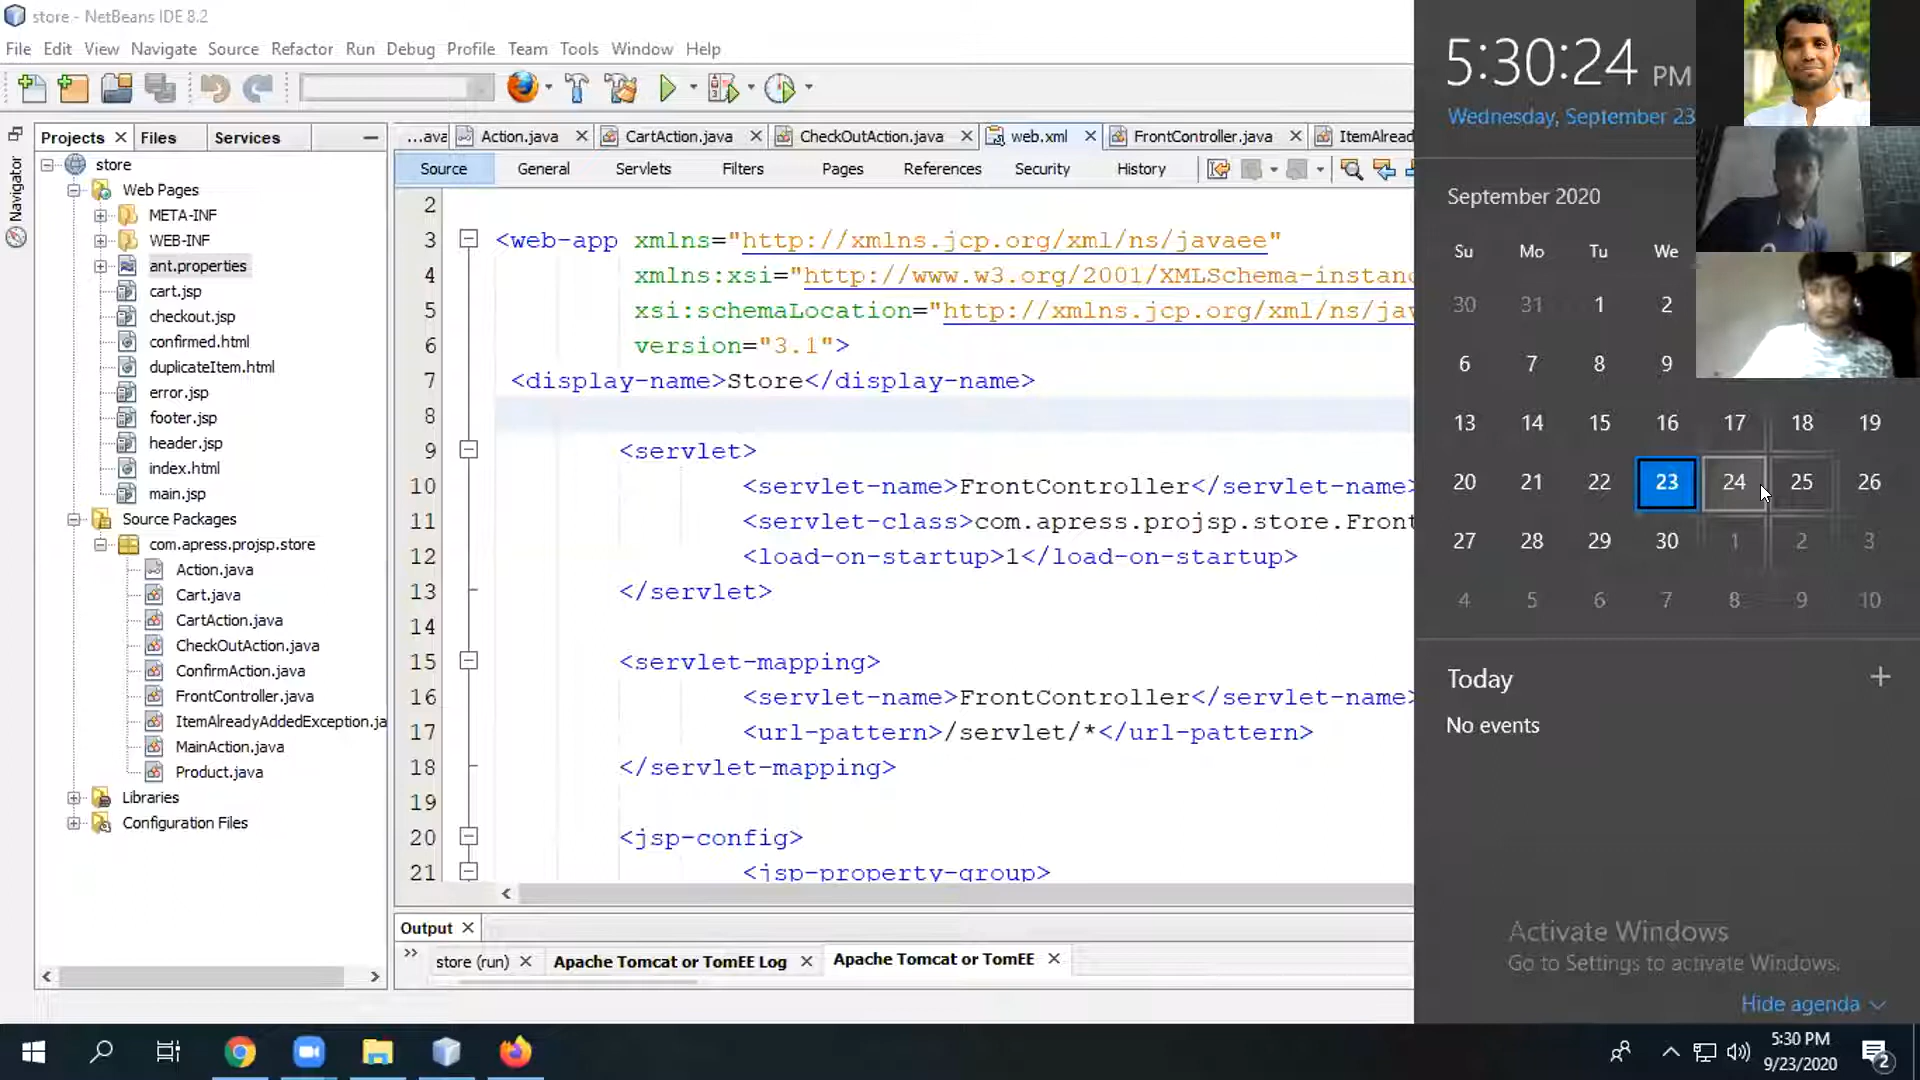 store - NetBeans IDE 8.2
File Edit View Navigate Source Refactor Run Debug Profile Team Tools Window Help
Projects Files Services
Navigator
store
Web Pages
META-INF
WEB-INF
ant.properties
cart.jsp
checkout.jsp
confirmed.html
duplicateItem.html
error.jsp
footer.jsp
header.jsp
index.html
main.jsp
Source Packages
com.apress.projsp.store
Action.java
Cart.java
CartAction.java
CheckOutAction.java
ConfirmAction.java
FrontController.java
ItemAlreadyAddedException.ja
MainAction.java
Product.java
Libraries
Configuration Files
...ava Action.java CartAction.java CheckOutAction.java web.xml FrontController.java ItemAlread
Source General Servlets Filters Pages References Security History
2
3 <web-app xmlns="http://xmlns.jcp.org/xml/ns/javaee"
4 xmlns:xsi="http://www.w3.org/2001/XMLSchema-instanc
5 xsi:schemaLocation="http://xmlns.jcp.org/xml/ns/jav
6 version="3.1">
7 <display-name>Store</display-name>
8
9 <servlet>
10 <servlet-name>FrontController</servlet-name>
11 <servlet-class>com.apress.projsp.store.Front
12 <load-on-startup>1</load-on-startup>
13 </servlet>
14
15 <servlet-mapping>
16 <servlet-name>FrontController</servlet-name>
17 <url-pattern>/servlet/*</url-pattern>
18 </servlet-mapping>
19
20 <jsp-config>
21 <jsp-property-group>
Output
store (run) Apache Tomcat or TomEE Log Apache Tomcat or TomEE
5:30:24 PM
Wednesday, September 23
September 2020
Su Mo Tu We
30 31 1 2
6 7 8 9
13 14 15 16 17 18 19
20 21 22 23 24 25 26
27 28 29 30 1 2 3
4 5 6 7 8 9 10
Today +
No events
Activate Windows
Go to Settings to activate Windows.
Hide agenda
5:30 PM
9/23/2020
2